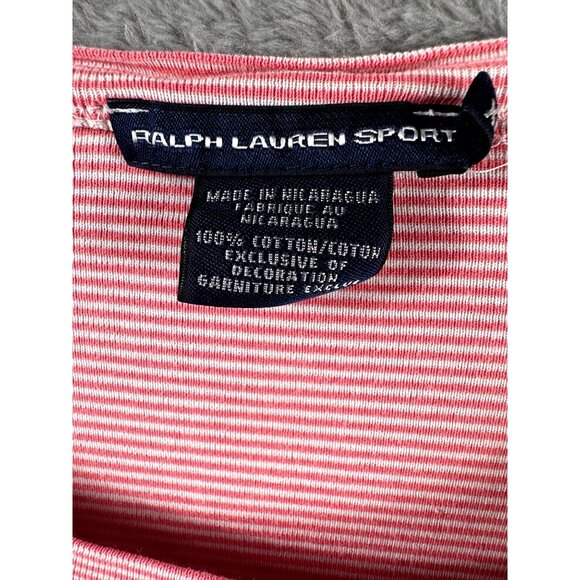 RALPH LAUREN SPORT
MADE IN NICARAGUA
FABRIQUE AU
NICARAGUA
100% COTTON/COTON
EXCLUSIVE OF
DECORATION
GARNITURE